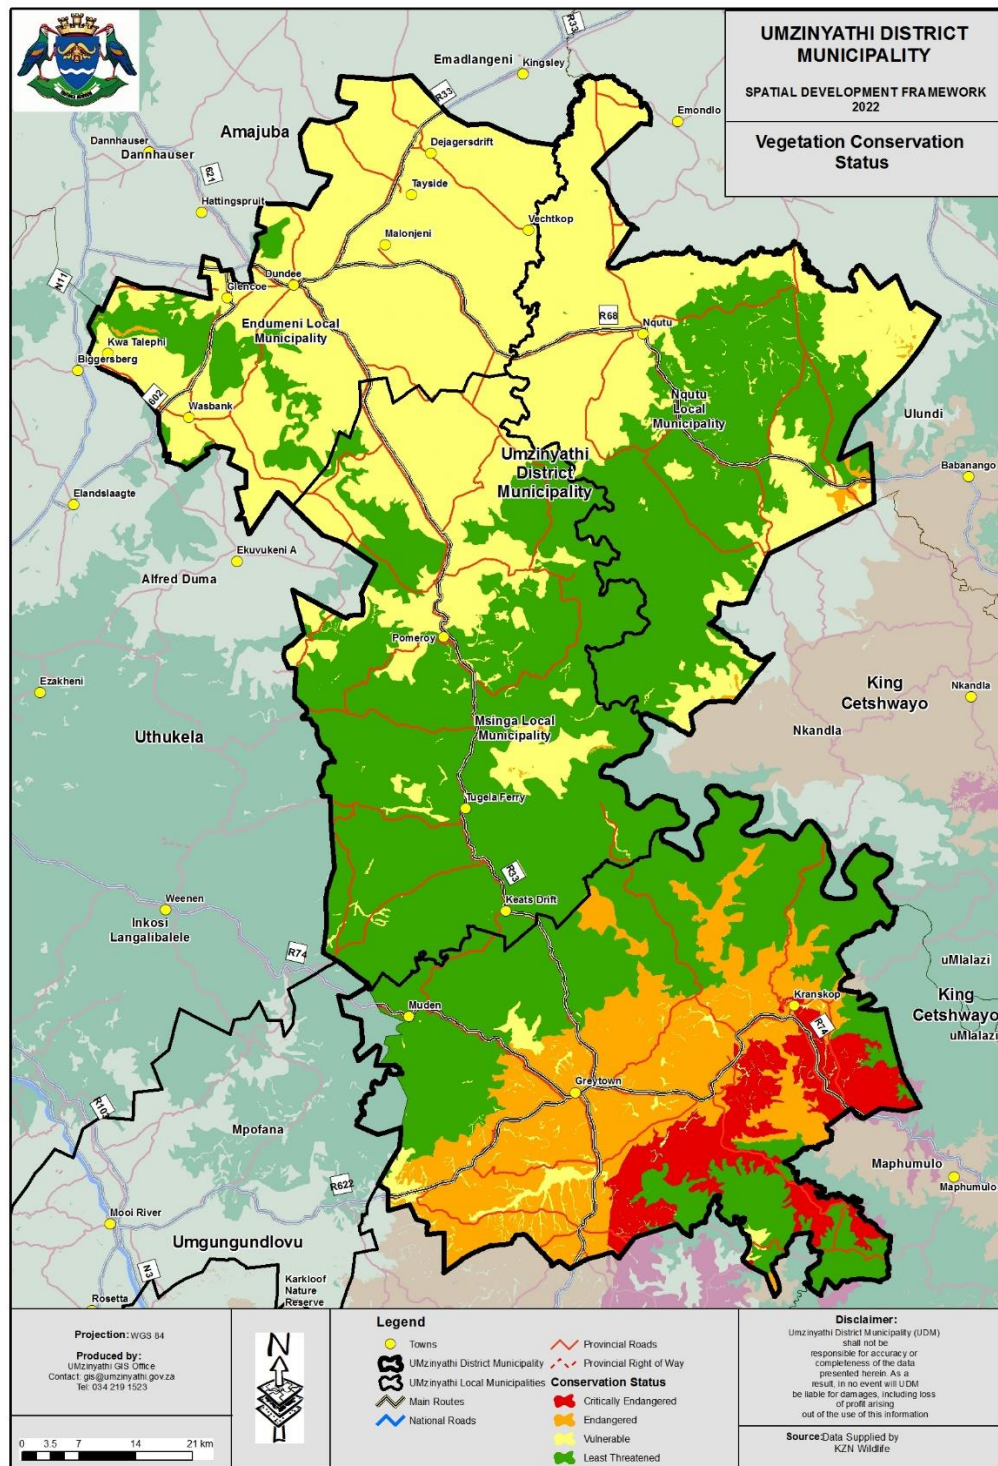 UMZINYATHI DISTRICT
MUNICIPALITY
SPATIAL DEVELOPMENT FRAMEWORK
2022
Vegetation Conservation
Status
R33
Emadlangeni
Kingsley
R33
Emondlo
Amajuba
Dannhauser
Dannhauser
Dejagersdrift
621
Tayside
Hattingspruit
Vechtkop
Malonjeni
N11
Dundee
Glencoe
R68
Endumeni Local
Municipality
Nqutu
Kwa Talephi
Biggersberg
602
Nqutu
Local
Municipality
Wasbank
Ulundi
Umzinyathi
District
Municipality
Babanango
Elandslaagte
Ekuvukeni A
Alfred Duma
Pomeroy
King
Cetshwayo
Ezakheni
Nkandla
Nkandla
Uthukela
Msinga Local
Municipality
Tugela Ferry
R33
Weenen
Keats Drift
Inkosi
Langalibalele
R74
uMlalazi
Kranskop
King
Cetshwayo
Muden
R74
uMlalazi
Greytown
R103
Mpofana
Maphumulo
Maphumulo
R622
Mooi River
Umgungundlovu
N3
Karkloof
Nature
Reserve
Rosetta
Projection: WGS 84
Produced by:
UMzinyathi GIS Office
Contact: gis@umzinyathi.gov.za
Tel: 034 219 1523
0 3.5 7 14 21 km
N
Legend
Towns
UMzinyathi District Municipality
UMzinyathi Local Municipalities
Main Routes
National Roads
Provincial Roads
Provincial Right of Way
Conservation Status
Critically Endangered
Endangered
Vulnerable
Least Threatened
Disclaimer:
Umzinyathi District Municipality (UDM)
shall not be
responsible for accuracy or
completeness of the data
presented herein. As a
result, in no event will UDM
be liable for damages, including loss
of profit arising
out of the use of this information
Source:Data Supplied by
KZN Wildlife